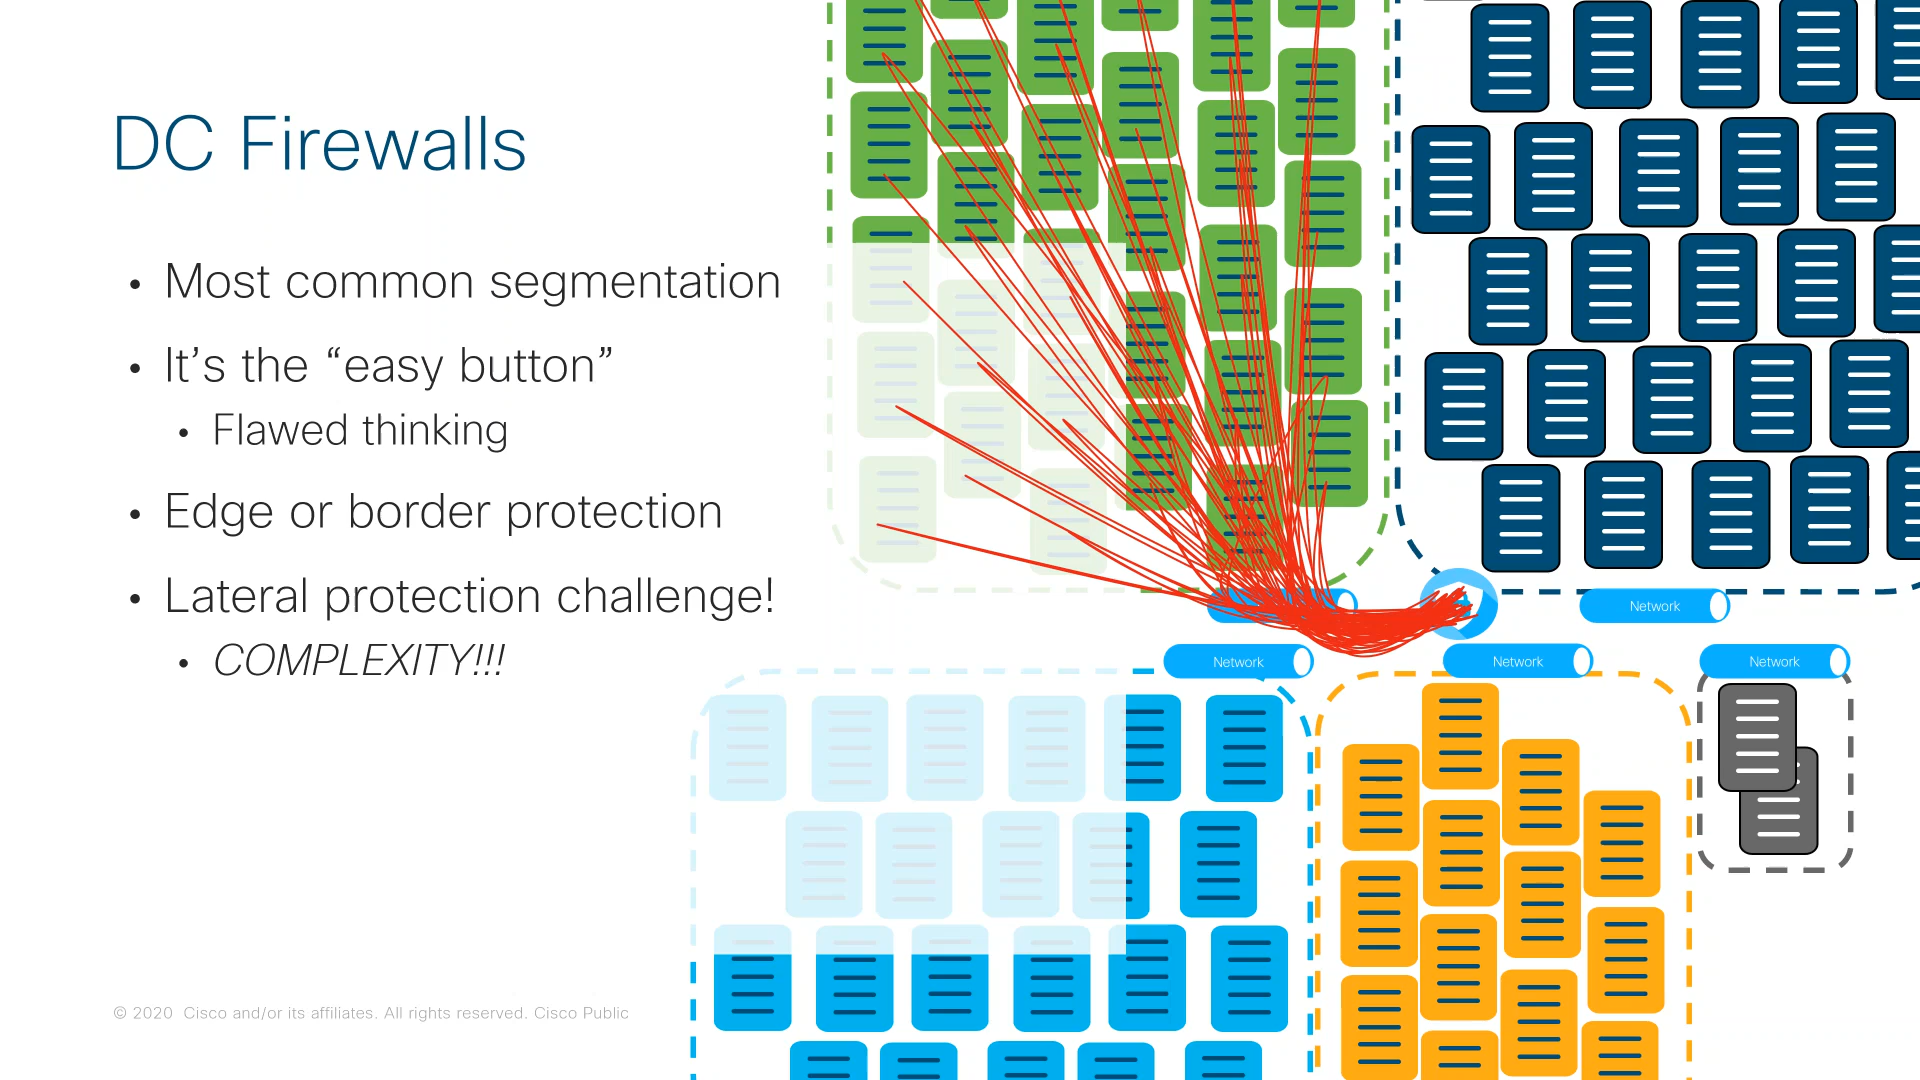 DC Firewalls
• Most common segmentation
• It’s the “easy button”
• Flawed thinking
• Edge or border protection
• Lateral protection challenge!
• COMPLEXITY!!!
Network
Network
Network
Network
© 2020 Cisco and/or its affiliates. All rights reserved. Cisco Public